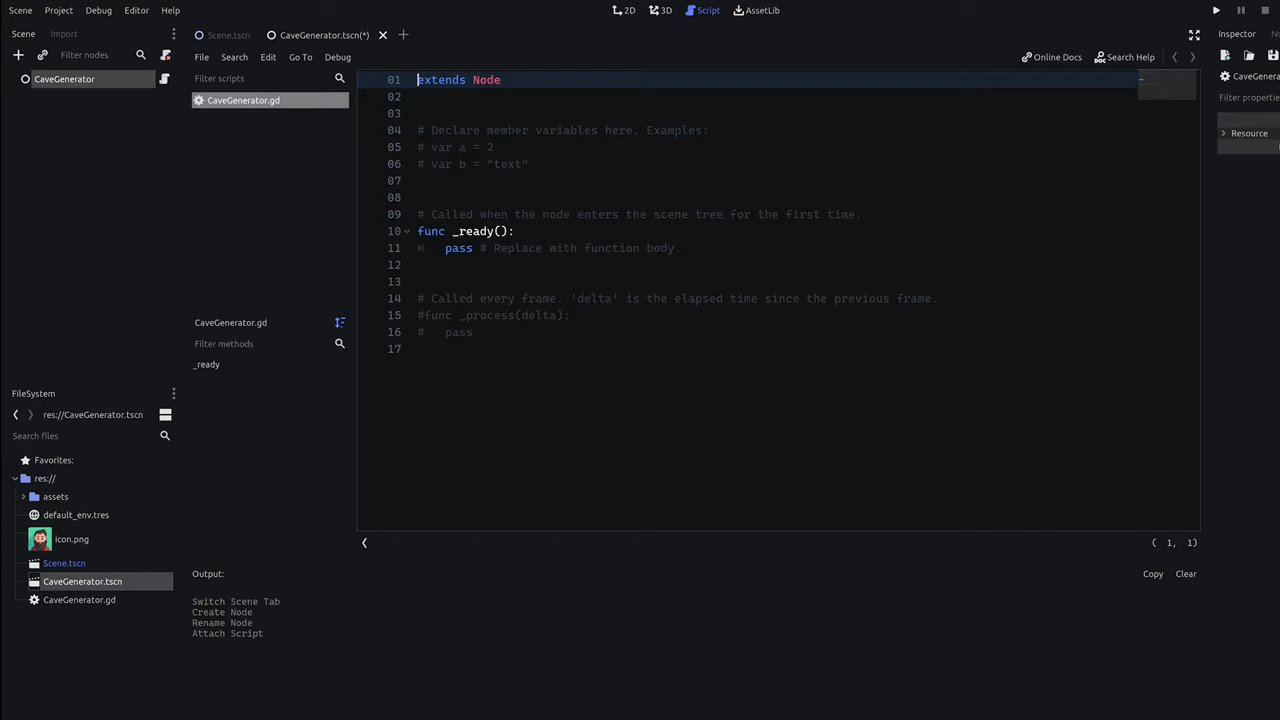 Scene Project Debug Editor Help
2D 3D Script AssetLib
Scene Import
Filter nodes
CaveGenerator
Scene.tscn CaveGenerator.tscn(*)
File Search Edit Go To Debug
Online Docs Search Help
Filter scripts
CaveGenerator.gd
01 extends Node
02
03
04 # Declare member variables here. Examples:
05 # var a = 2
06 # var b = "text"
07
08
09 # Called when the node enters the scene tree for the first time.
10 func _ready():
11 pass # Replace with function body.
12
13
14 # Called every frame. 'delta' is the elapsed time since the previous frame.
15 #func _process(delta):
16 # pass
17
CaveGenerator.gd
Filter methods
_ready
( 1, 1)
FileSystem
res://CaveGenerator.tscn
Search files
Favorites:
res://
assets
default_env.tres
icon.png
Scene.tscn
CaveGenerator.tscn
CaveGenerator.gd
Output:
Copy Clear
Switch Scene Tab
Create Node
Rename Node
Attach Script
Inspector
CaveGenera
Filter propertie
Resource